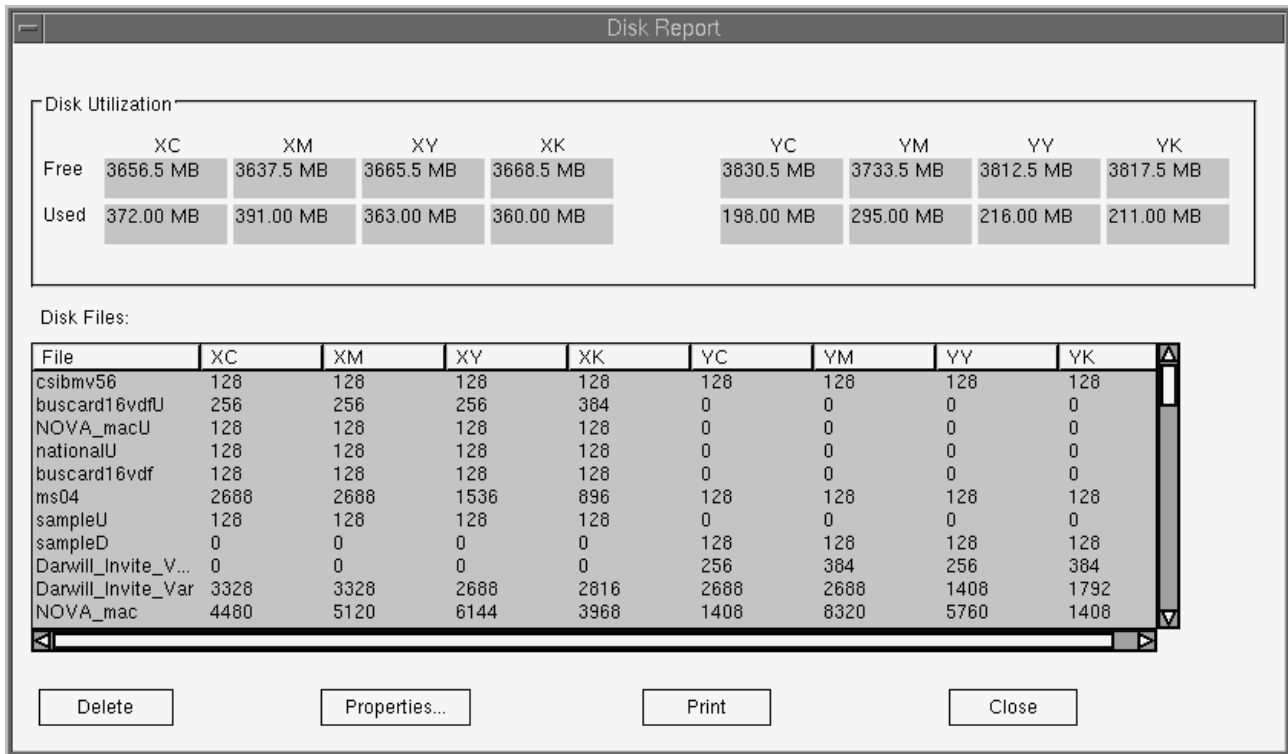 Disk Report
Disk Utilization
XC XM XY XK YC YM YY YK
Free 3656.5 MB 3637.5 MB 3665.5 MB 3668.5 MB 3830.5 MB 3733.5 MB 3812.5 MB 3817.5 MB
Used 372.00 MB 391.00 MB 363.00 MB 360.00 MB 198.00 MB 295.00 MB 216.00 MB 211.00 MB
Disk Files:
File XC XM XY XK YC YM YY YK
csibmv56 128 128 128 128 128 128 128 128
buscard16vdfU 256 256 256 384 0 0 0 0
NOVA_macU 128 128 128 128 0 0 0 0
nationalU 128 128 128 128 0 0 0 0
buscard16vdf 128 128 128 128 0 0 0 0
ms04 2688 2688 1536 896 128 128 128 128
sampleU 128 128 128 128 0 0 0 0
sampleD 0 0 0 0 128 128 128 128
Darwill_Invite_V... 0 0 0 0 256 384 256 384
Darwill_Invite_Var 3328 3328 2688 2816 2688 2688 1408 1792
NOVA_mac 4480 5120 6144 3968 1408 8320 5760 1408
Delete Properties... Print Close